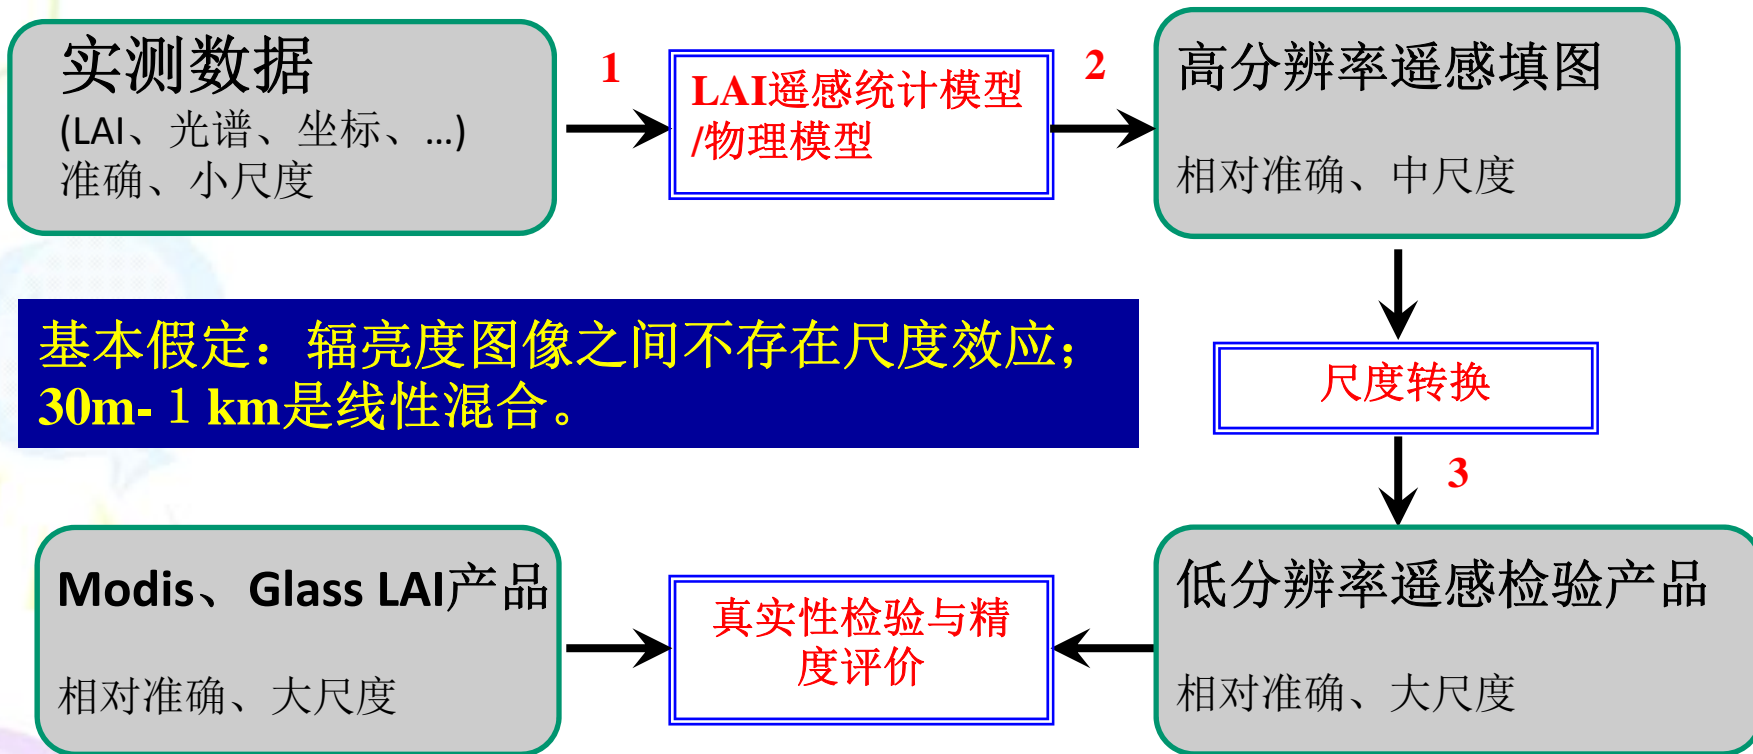 实测数据
(LAI、光谱、坐标、...)
准确、小尺度
1
LAI遥感统计模型
/物理模型
2
高分辨率遥感填图
相对准确、中尺度
基本假定：辐亮度图像之间不存在尺度效应；
30m-１km是线性混合。
尺度转换
3
Modis、Glass LAI产品
相对准确、大尺度
真实性检验与精
度评价
低分辨率遥感检验产品
相对准确、大尺度